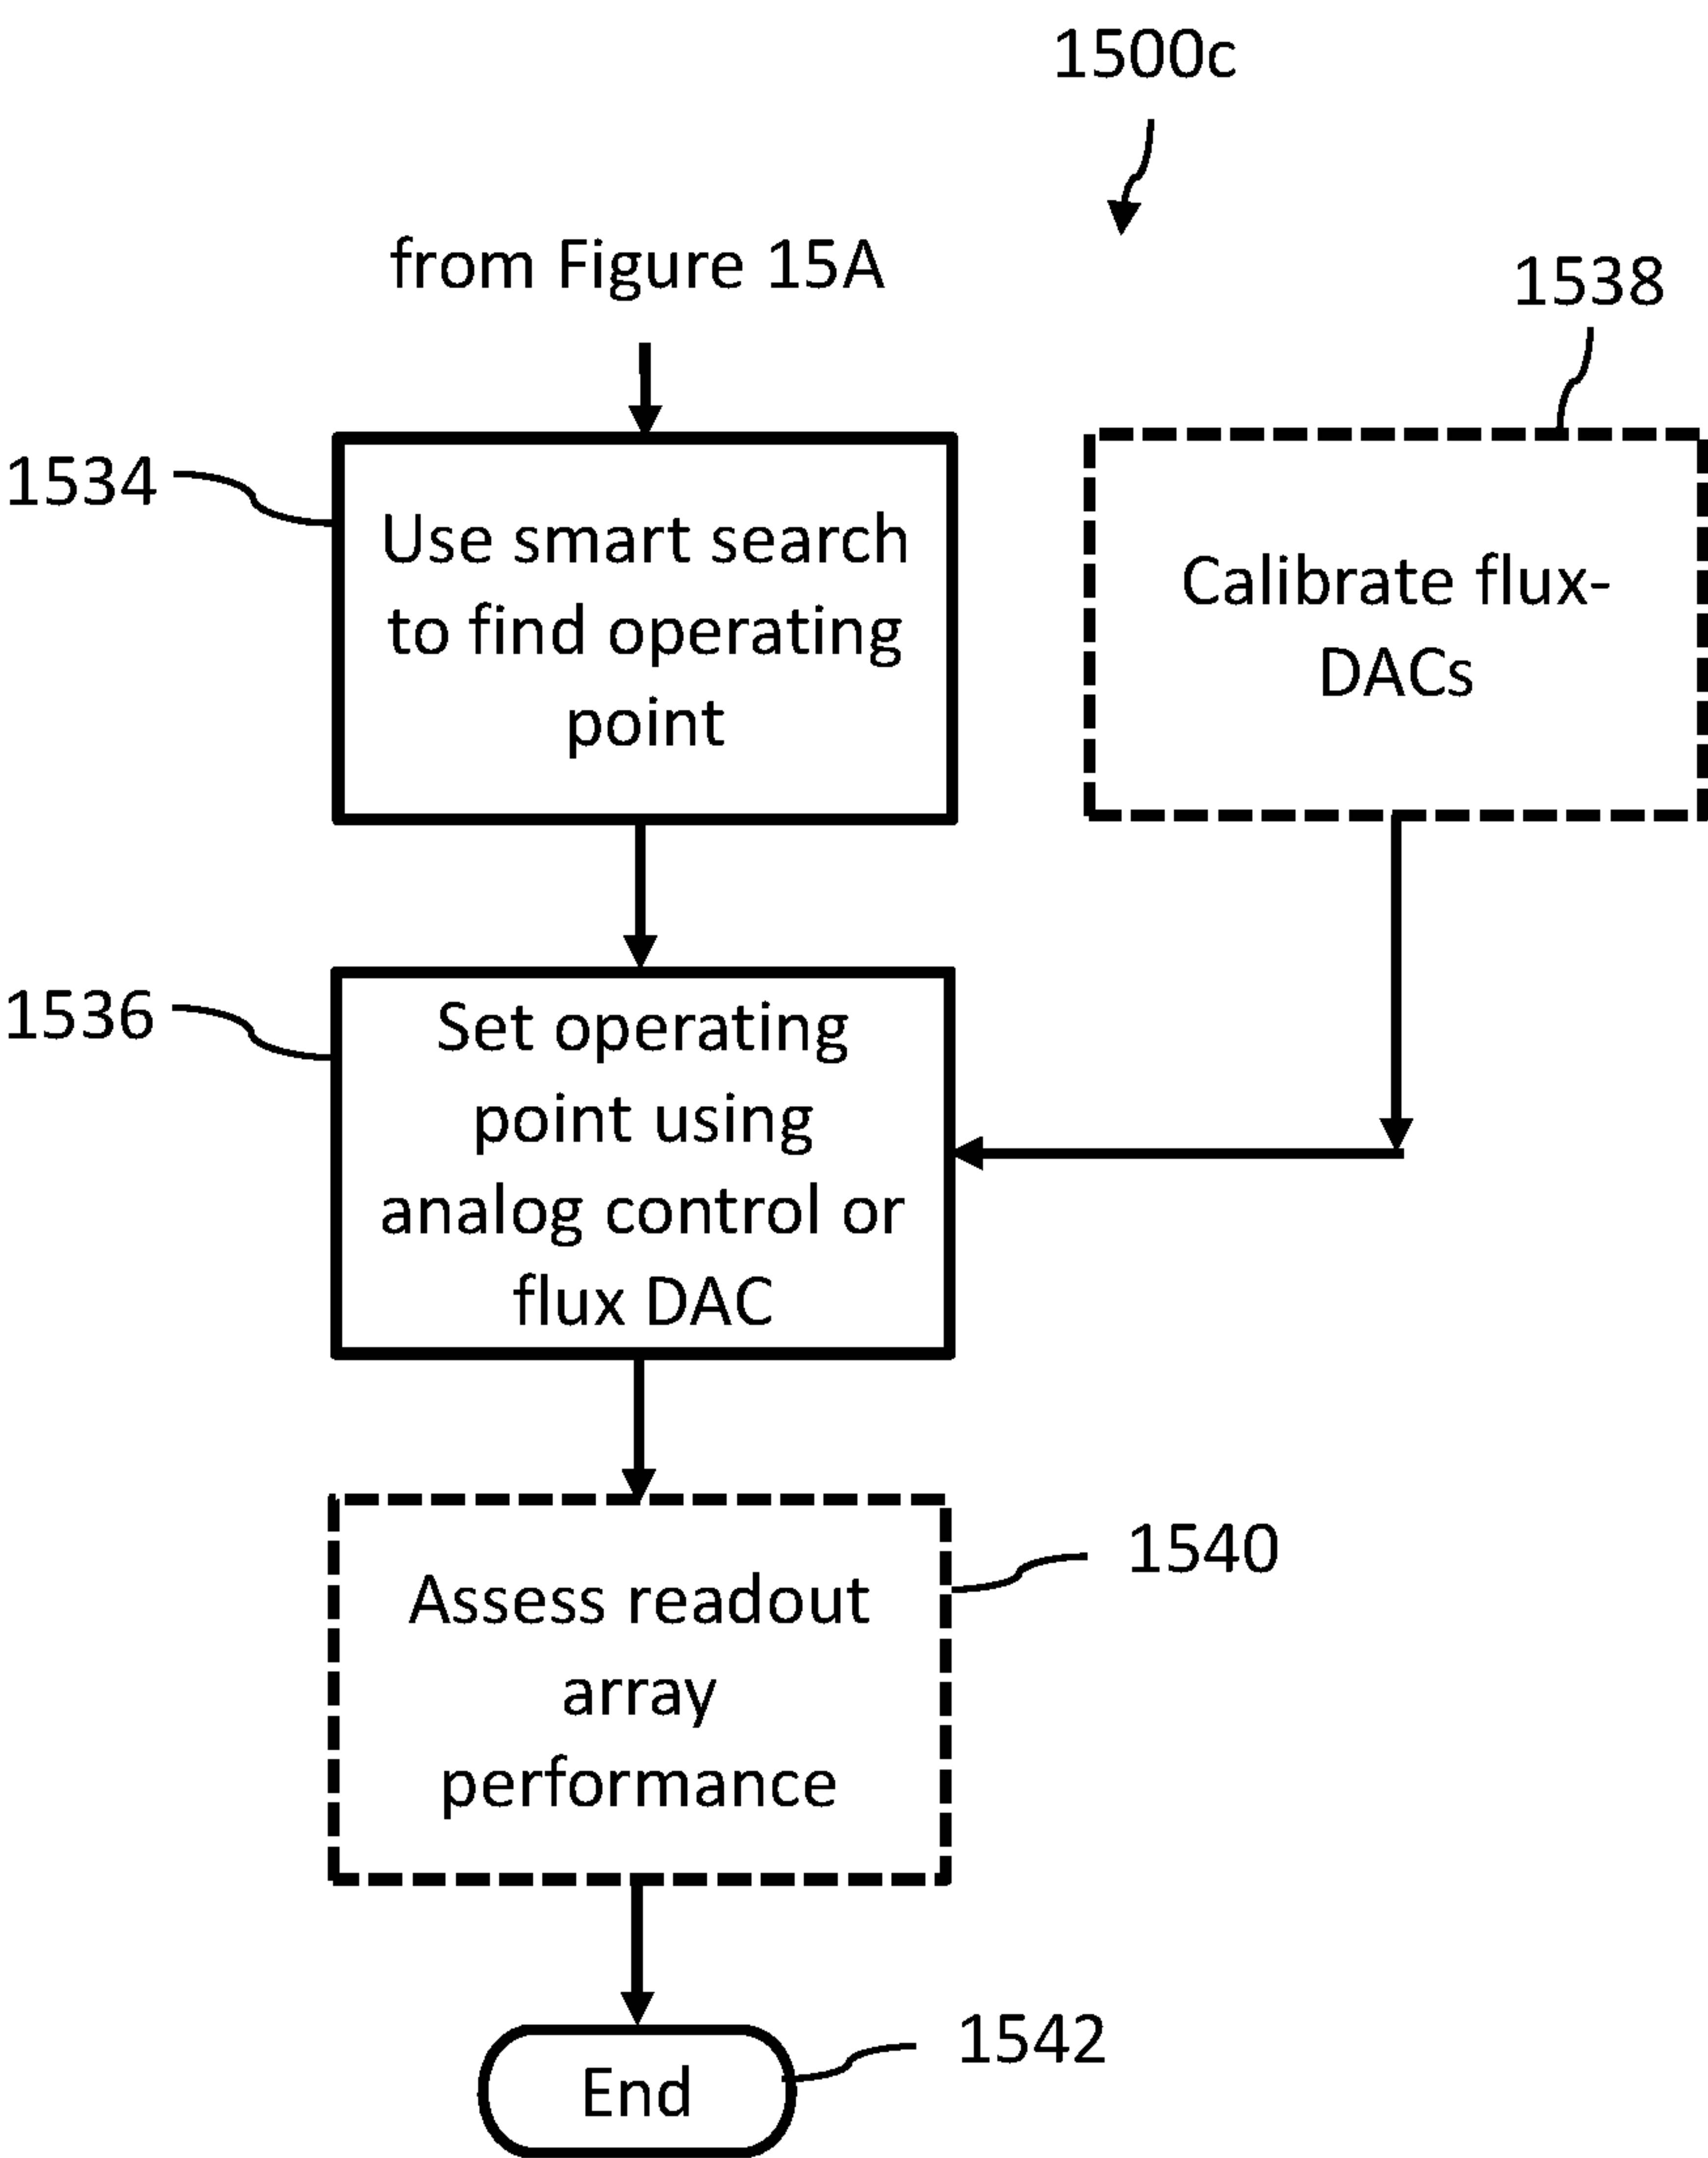 1500c
from Figure 15A
1538
1534
Use smart search
to find operating
point
Calibrate flux-
DACs
1536
Set operating
point using
analog control or
flux DAC
1540
Assess readout
array
performance
1542
End